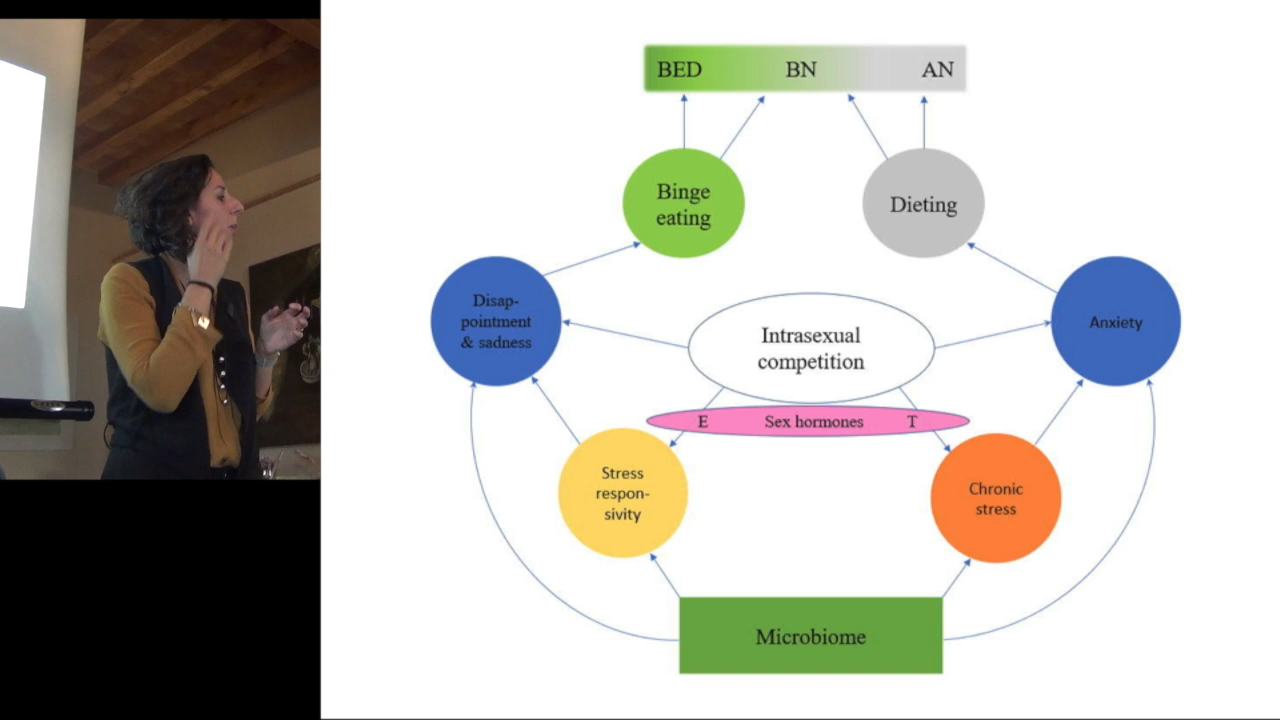 BED BN AN
Binge
eating
Dieting
Disap-
pointment
& sadness
Intrasexual
competition
Anxiety
E Sex hormones T
Stress
respon-
sivity
Chronic
stress
Microbiome